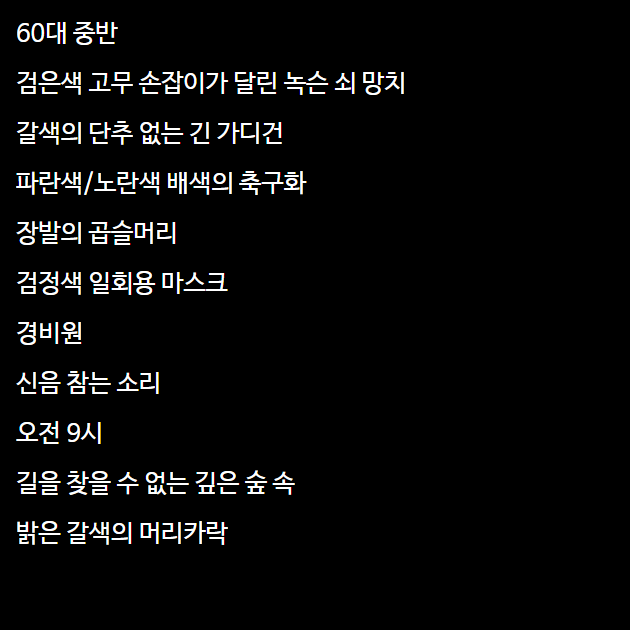 60대 중반
검은색 고무 손잡이가 달린 녹슨 쇠 망치
갈색의 단추 없는 긴 가디건
파란색/노란색 배색의 축구화
장발의 곱슬머리
검정색 일회용 마스크
경비원
신음 참는 소리
오전 9시
길을 찾을 수 없는 깊은 숲 속
밝은 갈색의 머리카락